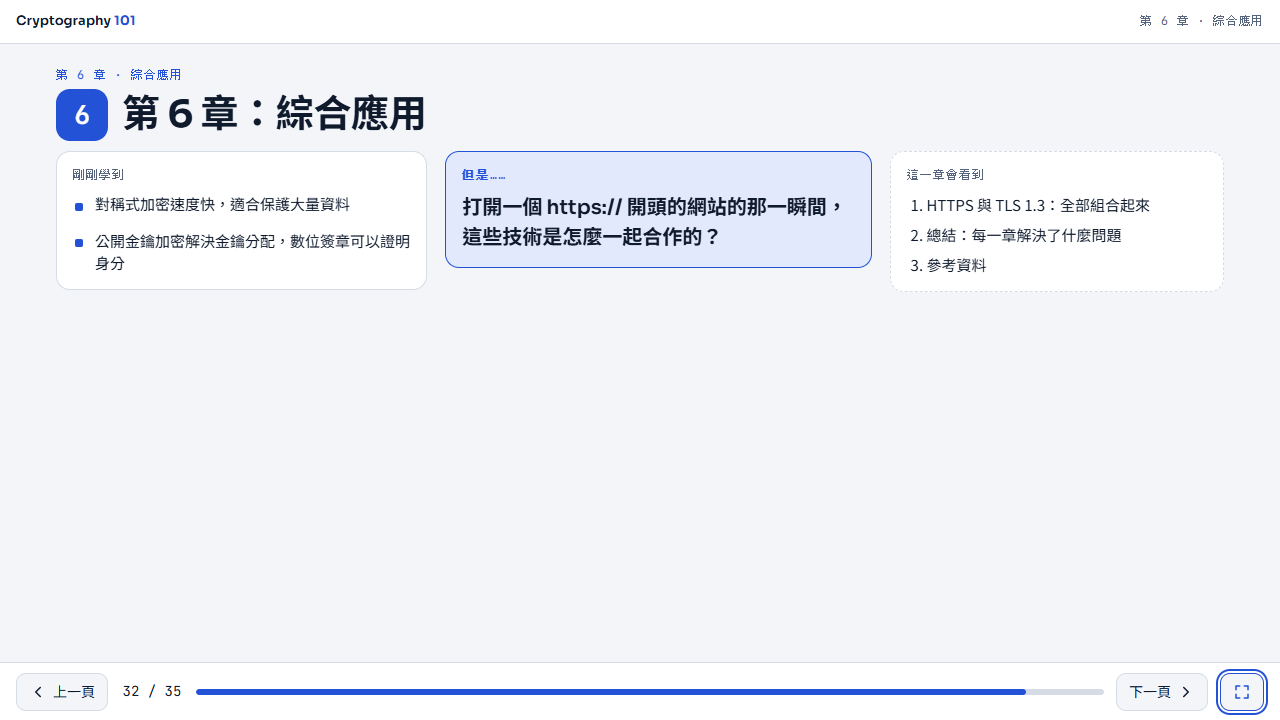 Cryptography 101
第 6 章 · 綜合應用
第 6 章 · 綜合應用
6
第 6 章：綜合應用
剛剛學到
對稱式加密速度快，適合保護大量資料
公開金鑰加密解決金鑰分配，數位簽章可以證明
身分
但是……
打開一個 https:// 開頭的網站的那一瞬間，
這些技術是怎麼一起合作的？
這一章會看到
1. HTTPS 與 TLS 1.3：全部組合起來
2. 總結：每一章解決了什麼問題
3. 參考資料
上一頁
32 / 35
下一頁